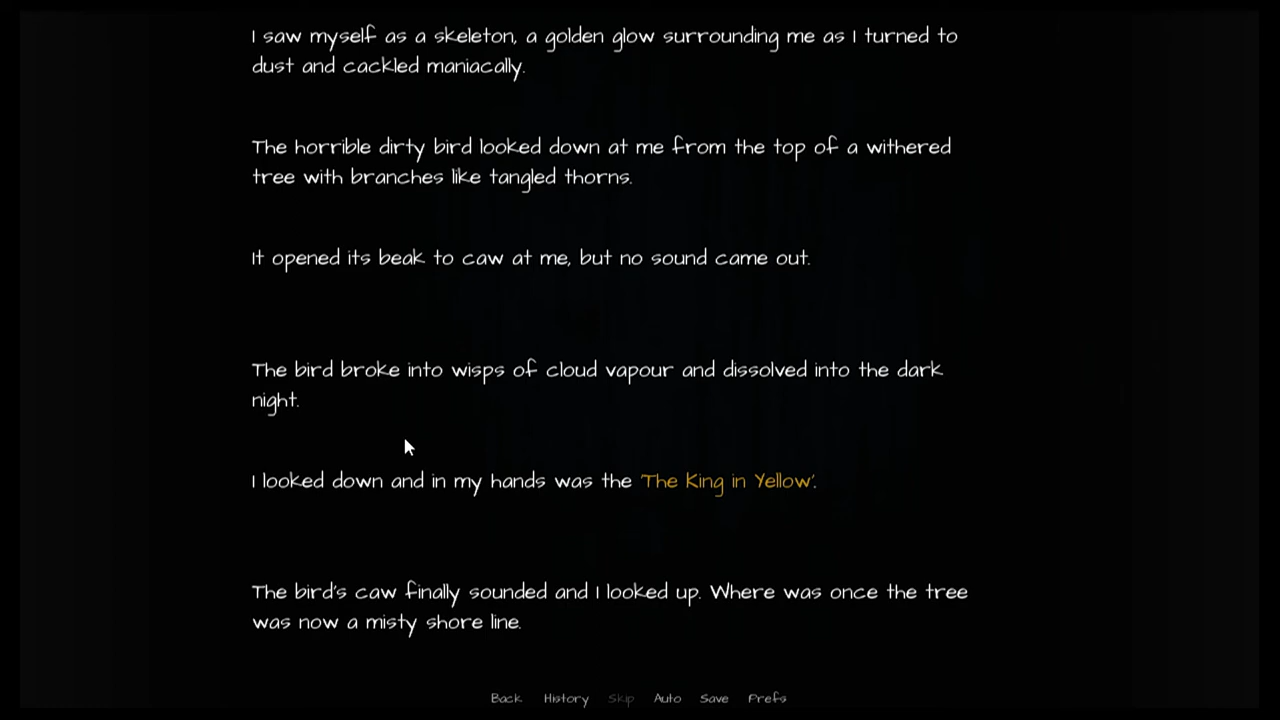 I saw myself as a skeleton, a golden glow surrounding me as I turned to
dust and cackled maniacally.
The horrible dirty bird looked down at me from the top of a withered
tree with branches like tangled thorns.
It opened its beak to caw at me, but no sound came out.
The bird broke into wisps of cloud vapour and dissolved into the dark
night.
I looked down and in my hands was the 'The King in Yellow'.
The bird's caw finally sounded and I looked up. Where was once the tree
was now a misty shore line.
Back History Skip Auto Save Prefs